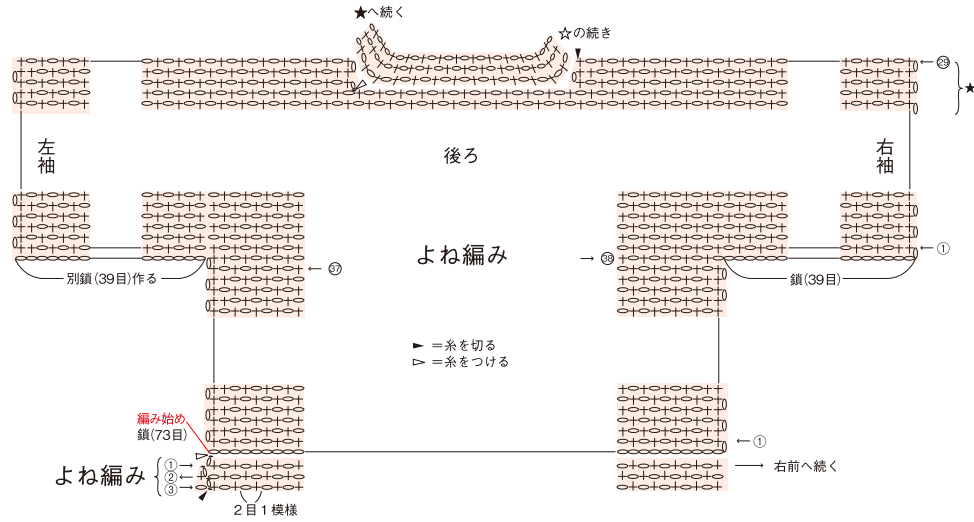 ★へ続く
☆の続き
←㉙
★
左袖
後ろ
右袖
よね編み
←㊲
→㊳
←①
別鎖(39目)作る
鎖(39目)
►＝糸を切る
▷＝糸をつける
編み始め
鎖(73目)
←①
よね編み
①→
②←
③→
→右前へ続く
2目1模様